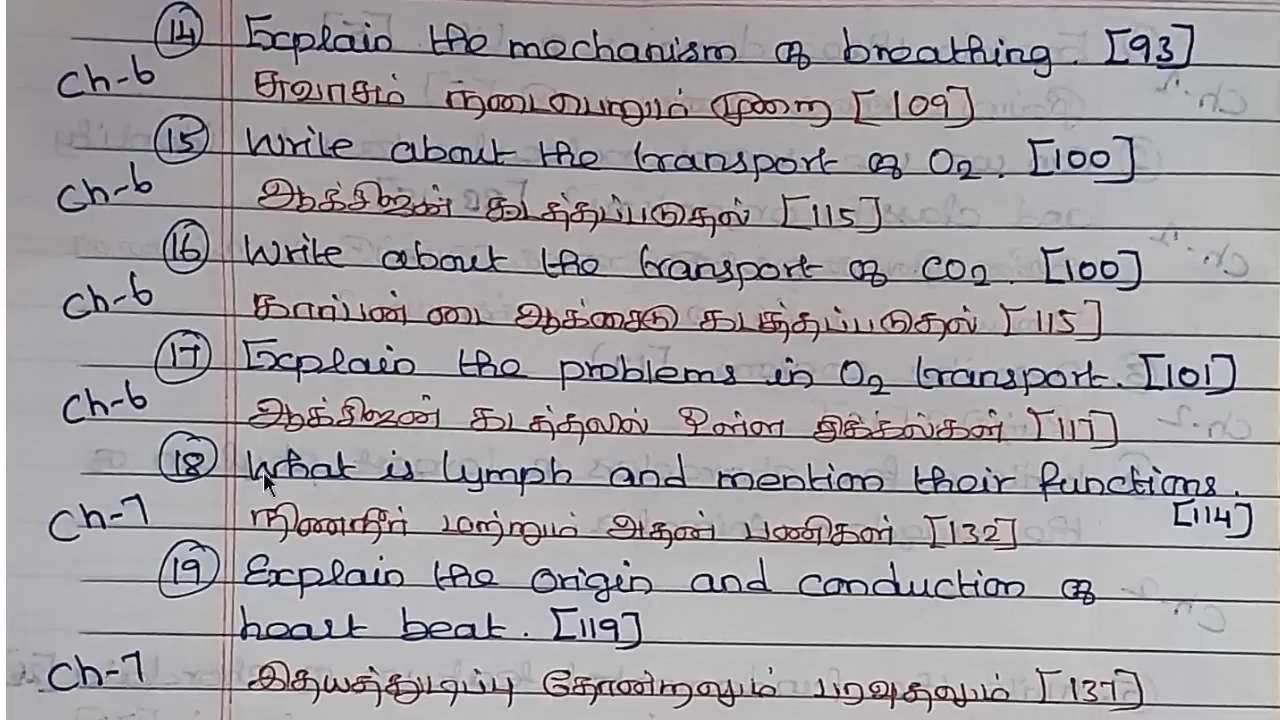 14 Explain the mechanism of breathing. [93]
Ch-6 சுவாசம் நடைபெறும் முறை [109]
15 Write about the transport of O2. [100]
Ch-6 ஆக்சிஜன் கடத்தப்படுதல் [115]
16 Write about the transport of CO2. [100]
Ch-6 கார்பன் டை ஆக்சைடு கடத்தப்படுதல் [115]
17 Explain the problems in O2 transport. [101]
Ch-6 ஆக்சிஜன் கடத்தலில் உள்ள இக்கல்கள் [117]
18 What is lymph and mention their functions.
[114]
Ch-7 நிணநீர் மற்றும் அதன் பணிகள் [132]
19 Explain the origin and conduction of
heart beat. [119]
Ch-7 இதயத்துடிப்பு தோன்றலும் பரவுதலும் [137]